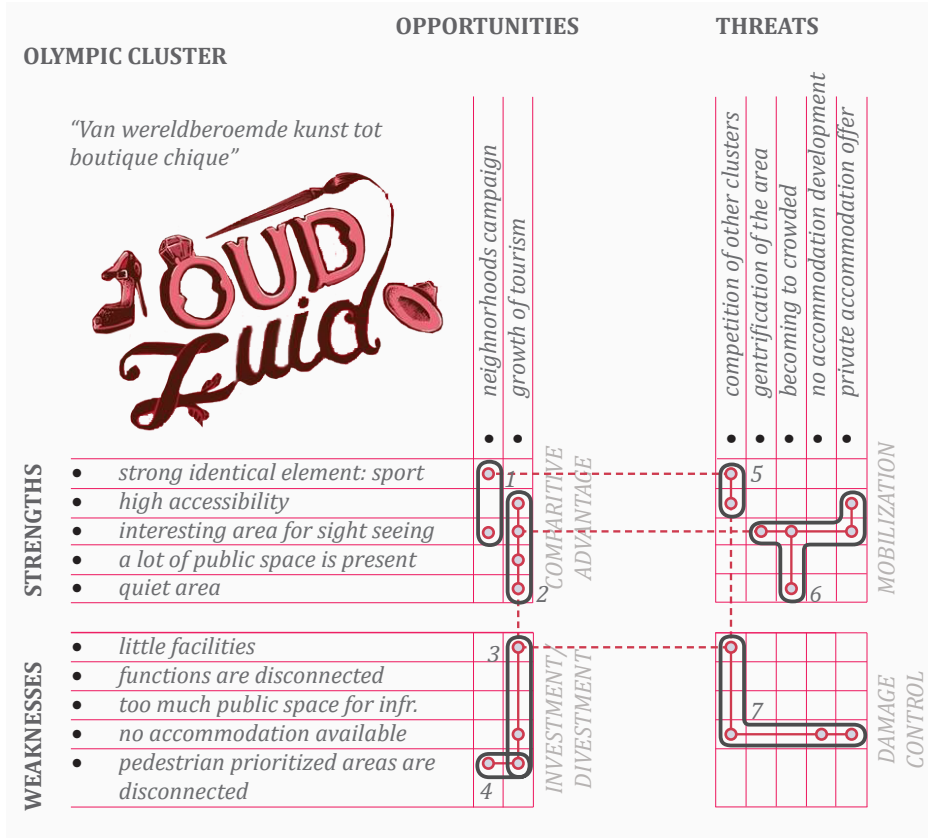 OPPORTUNITIES
THREATS
OLYMPIC CLUSTER
“Van wereldberoemde kunst tot
boutique chique”
OUD
Zuid
neighnorhoods campaign
growth of tourism
competition of other clusters
gentrification of the area
becoming to crowded
no accommodation development
private accommodation offer
STRENGTHS
• strong identical element: sport
• high accessibility
• interesting area for sight seeing
• a lot of public space is present
• quiet area
1
2
COMPARITIVE
ADVANTAGE
5
6
MOBILIZATION
WEAKNESSES
• little facilities
• functions are disconnected
• too much public space for infr.
• no accommodation available
• pedestrian prioritized areas are
disconnected
3
4
INVESTMENT/
DIVESTMENT
7
DAMAGE
CONTROL